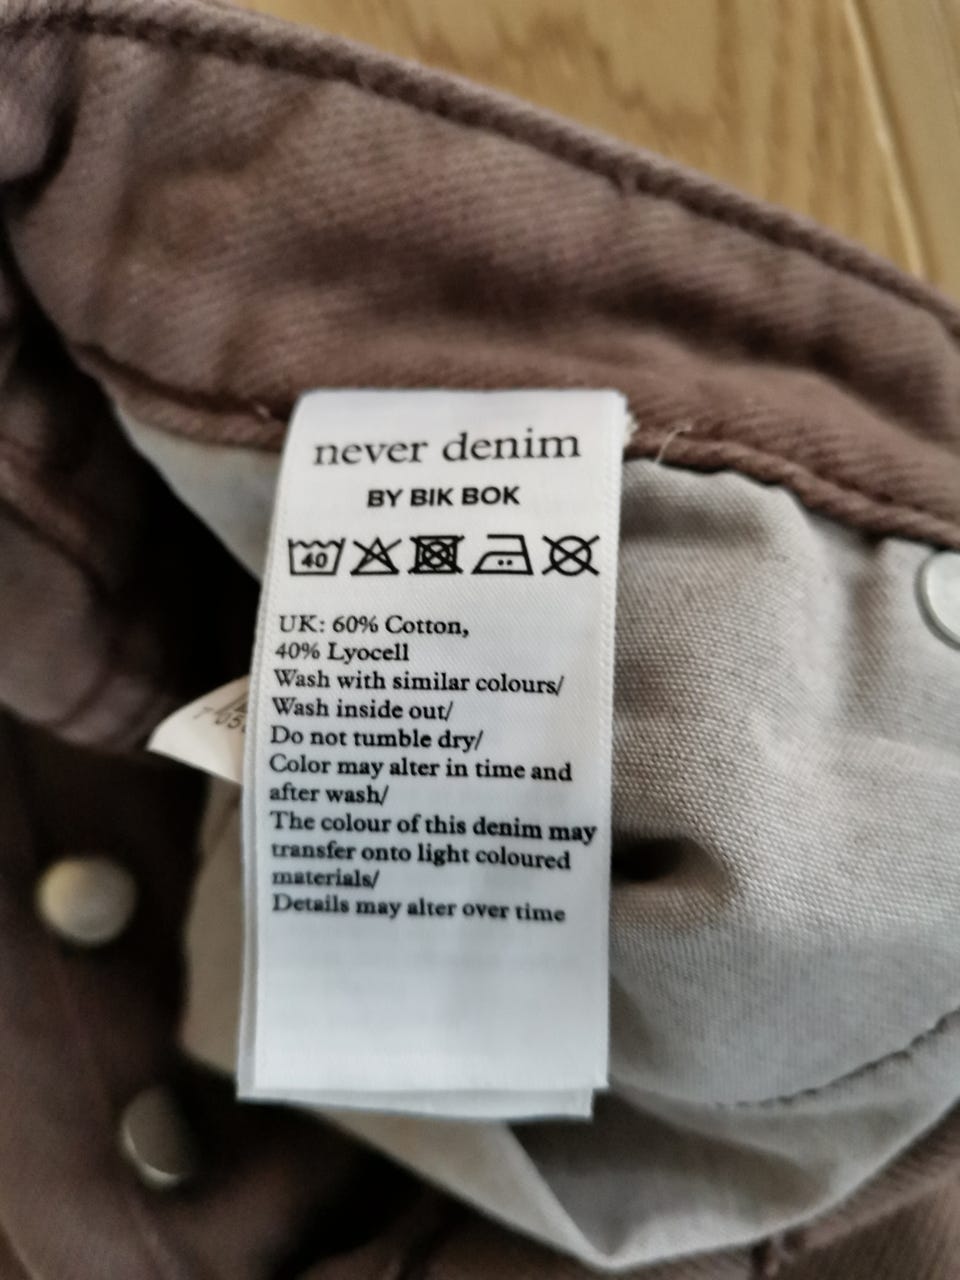 never denim
BY BIK BOK
40
UK: 60% Cotton,
40% Lyocell
Wash with similar colours/
Wash inside out/
Do not tumble dry/
Color may alter in time and
after wash/
The colour of this denim may
transfer onto light coloured
materials/
Details may alter over time